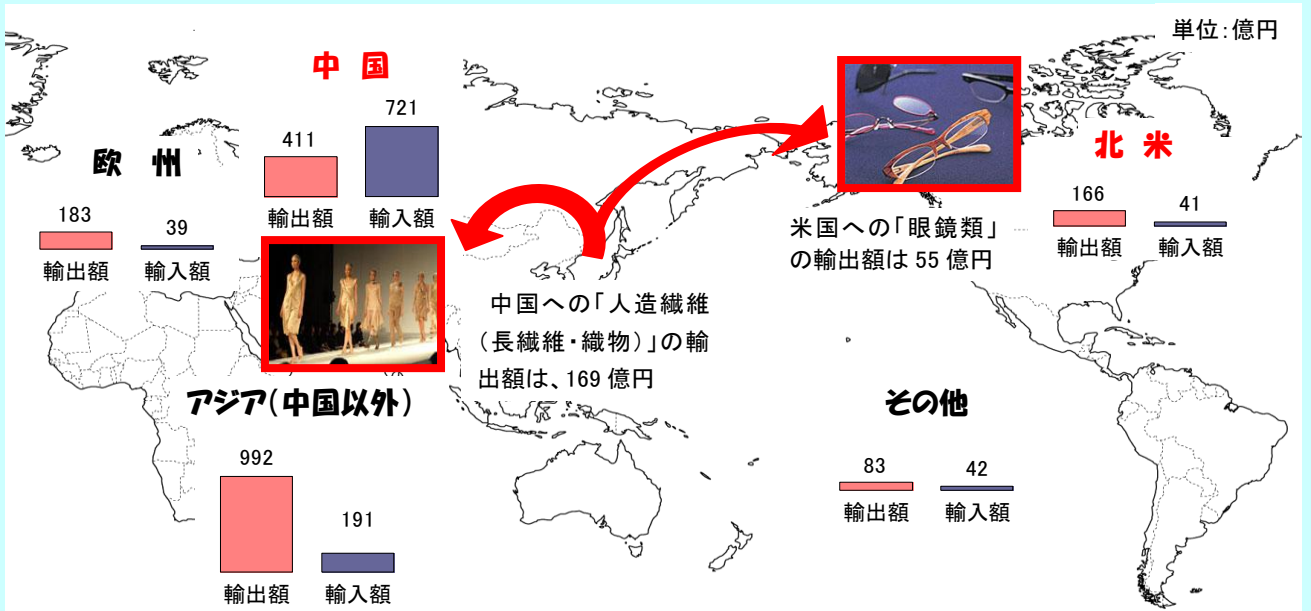 単位:億円
中 国
411
721
輸出額
輸入額
欧 州
183
39
輸出額
輸入額
北 米
166
41
輸出額
輸入額
米国への「眼鏡類」
の輸出額は 55 億円
中国への「人造繊維
(長繊維・織物)」の輸
出額は、169 億円
アジア(中国以外)
992
191
輸出額
輸入額
その他
83
42
輸出額
輸入額